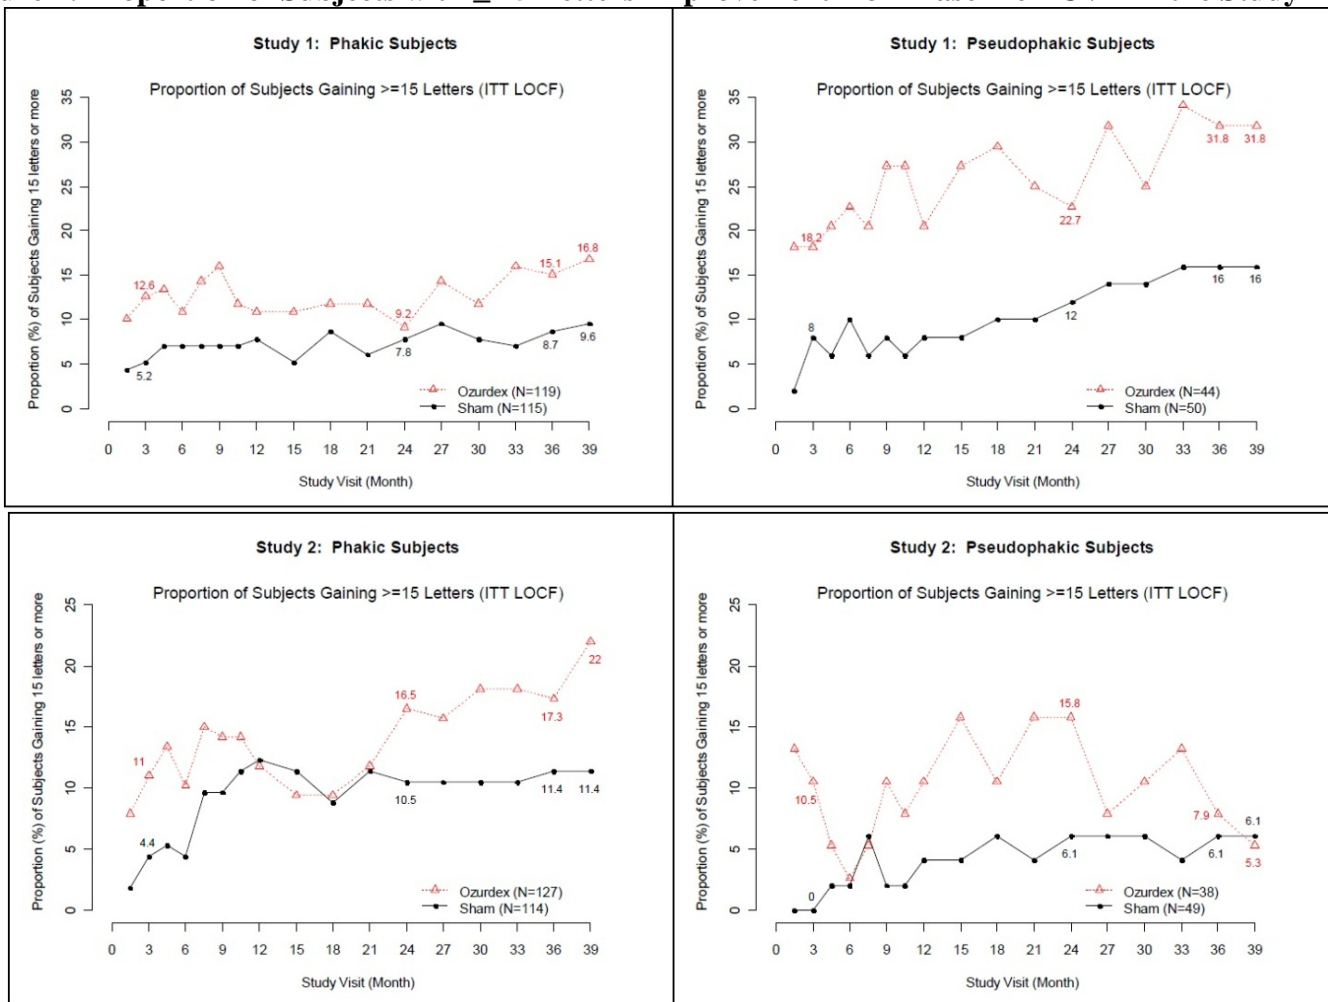 Proportion of Subjects with Letters Improvement from Baseline in the Study
Study 1: Phakic Subjects
Proportion of Subjects Gaining >=15 Letters (ITT LOCF)
Proportion (%) of Subjects Gaining 15 letters or more
35
30
25
20
15
10
5
0
12.6
9.2
15.1
16.8
5.2
7.8
8.7
9.6
Ozurdex (N=119)
Sham (N=115)
0 3 6 9 12 15 18 21 24 27 30 33 36 39
Study Visit (Month)
Study 1: Pseudophakic Subjects
Proportion of Subjects Gaining >=15 Letters (ITT LOCF)
Proportion (%) of Subjects Gaining 15 letters or more
35
30
25
20
15
10
5
0
18.2
22.7
31.8
31.8
8
12
16
16
Ozurdex (N=44)
Sham (N=50)
0 3 6 9 12 15 18 21 24 27 30 33 36 39
Study Visit (Month)
Study 2: Phakic Subjects
Proportion of Subjects Gaining >=15 Letters (ITT LOCF)
Proportion (%) of Subjects Gaining 15 letters or more
25
20
15
10
5
0
11
16.5
17.3
22
4.4
10.5
11.4
11.4
Ozurdex (N=127)
Sham (N=114)
0 3 6 9 12 15 18 21 24 27 30 33 36 39
Study Visit (Month)
Study 2: Pseudophakic Subjects
Proportion of Subjects Gaining >=15 Letters (ITT LOCF)
Proportion (%) of Subjects Gaining 15 letters or more
25
20
15
10
5
0
10.5
15.8
7.9
5.3
0
6.1
6.1
6.1
Ozurdex (N=38)
Sham (N=49)
0 3 6 9 12 15 18 21 24 27 30 33 36 39
Study Visit (Month)